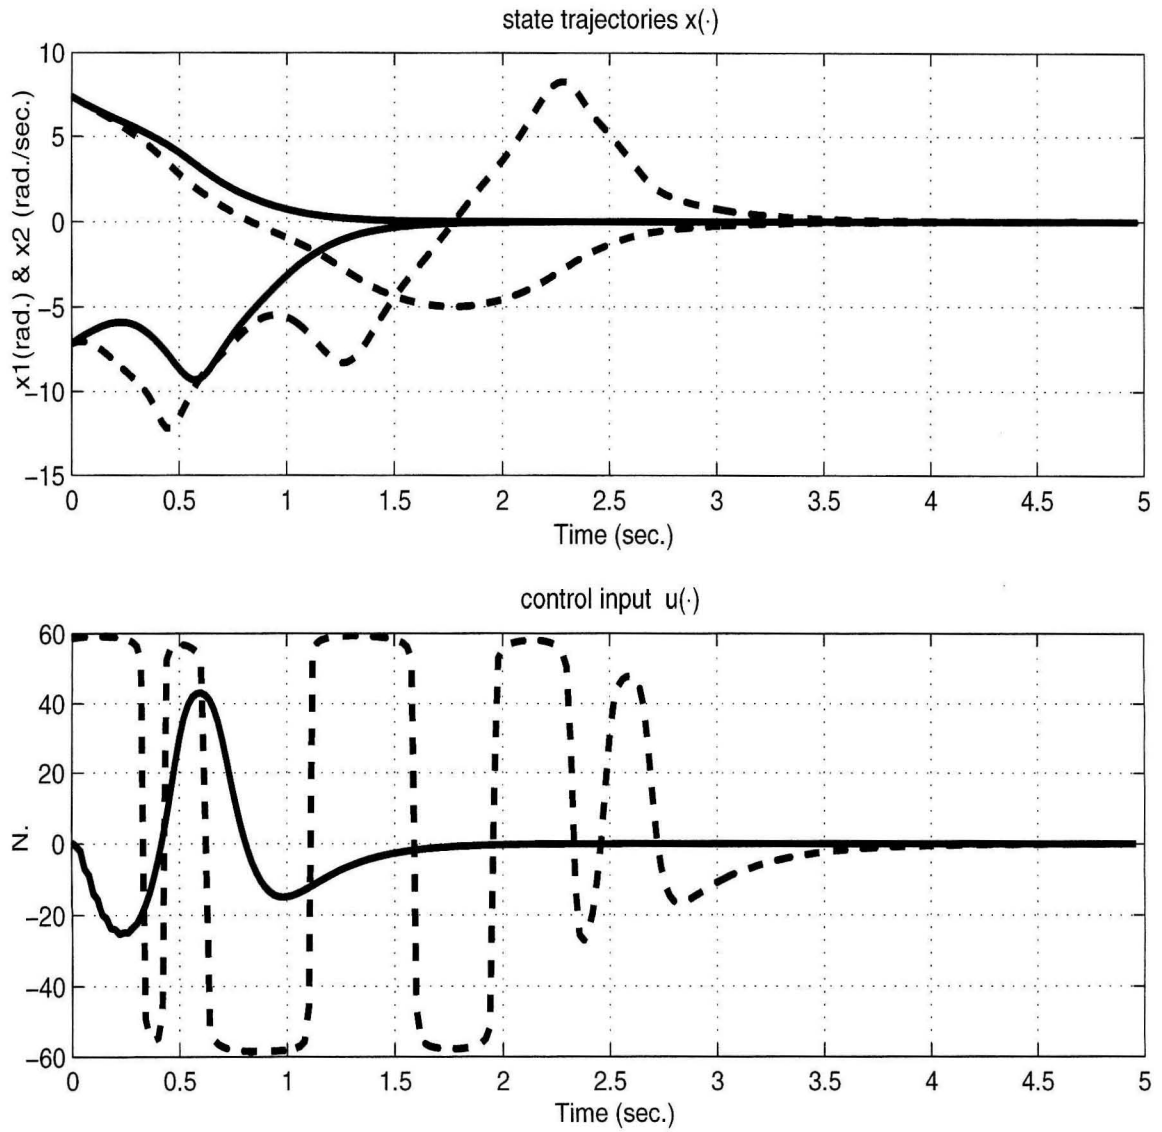 state trajectories x(·)
10
5
0
−5
−10
−15
x1(rad.) & x2 (rad./sec.)
0 0.5 1 1.5 2 2.5 3 3.5 4 4.5 5
Time (sec.)
control input u(·)
60
40
20
0
−20
−40
−60
N.
0 0.5 1 1.5 2 2.5 3 3.5 4 4.5 5
Time (sec.)